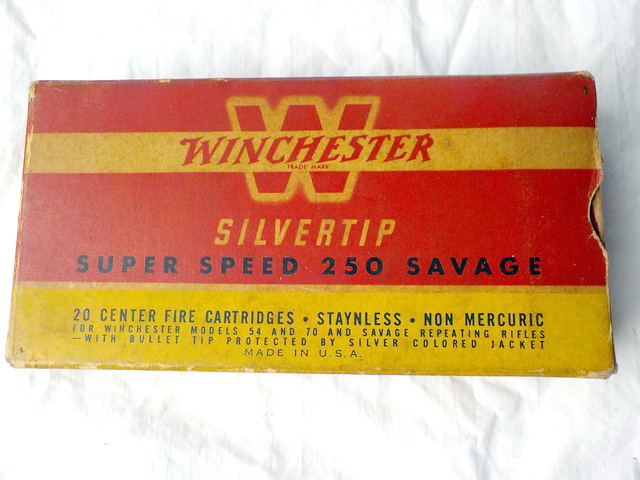 W
WINCHESTER
TRADE MARK
SILVERTIP
SUPER SPEED 250 SAVAGE
20 CENTER FIRE CARTRIDGES • STAYNLESS • NON MERCURIC
FOR WINCHESTER MODELS 54 AND 70 AND SAVAGE REPEATING RIFLES
—WITH BULLET TIP PROTECTED BY SILVER COLORED JACKET
MADE IN U.S.A.